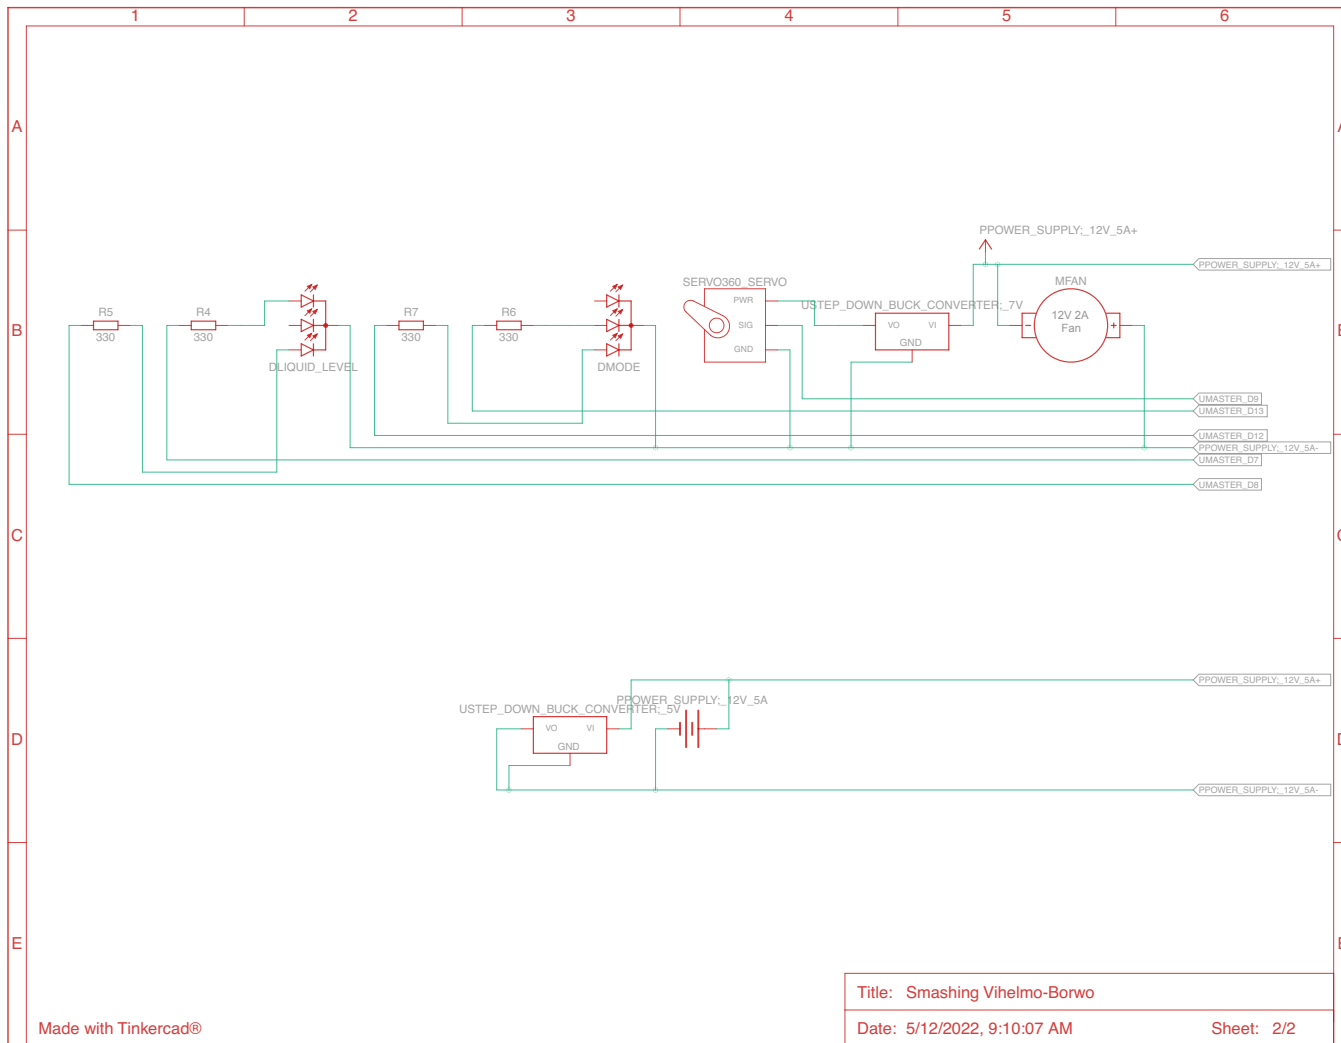 1 2 3 4 5 6
A
PPOWER_SUPPLY;_12V_5A+
PPOWER_SUPPLY;_12V_5A+
SERVO360_SERVO MFAN
PWR USTEP_DOWN_BUCK_CONVERTER;_7V
R5 R4 R7 R6 SIG VO VI 12V 2A
B - Fan +
330 330 330 330 GND GND
DLIQUID_LEVEL DMODE
UMASTER_D9
UMASTER_D13
UMASTER_D12
PPOWER_SUPPLY;_12V_5A-
UMASTER_D7
UMASTER_D8
C
PPOWER_SUPPLY;_12V_5A+
PPOWER_SUPPLY;_12V_5A
USTEP_DOWN_BUCK_CONVERTER;_5V
VO VI
D GND D
PPOWER_SUPPLY;_12V_5A-
E
Title: Smashing Vihelmo-Borwo
Made with Tinkercad® Date: 5/12/2022, 9:10:07 AM Sheet: 2/2